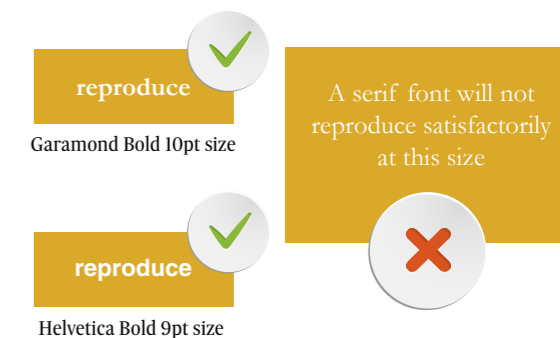 reproduce
Garamond Bold 10pt size
A serif font will not
reproduce satisfactorily
at this size
reproduce
Helvetica Bold 9pt size